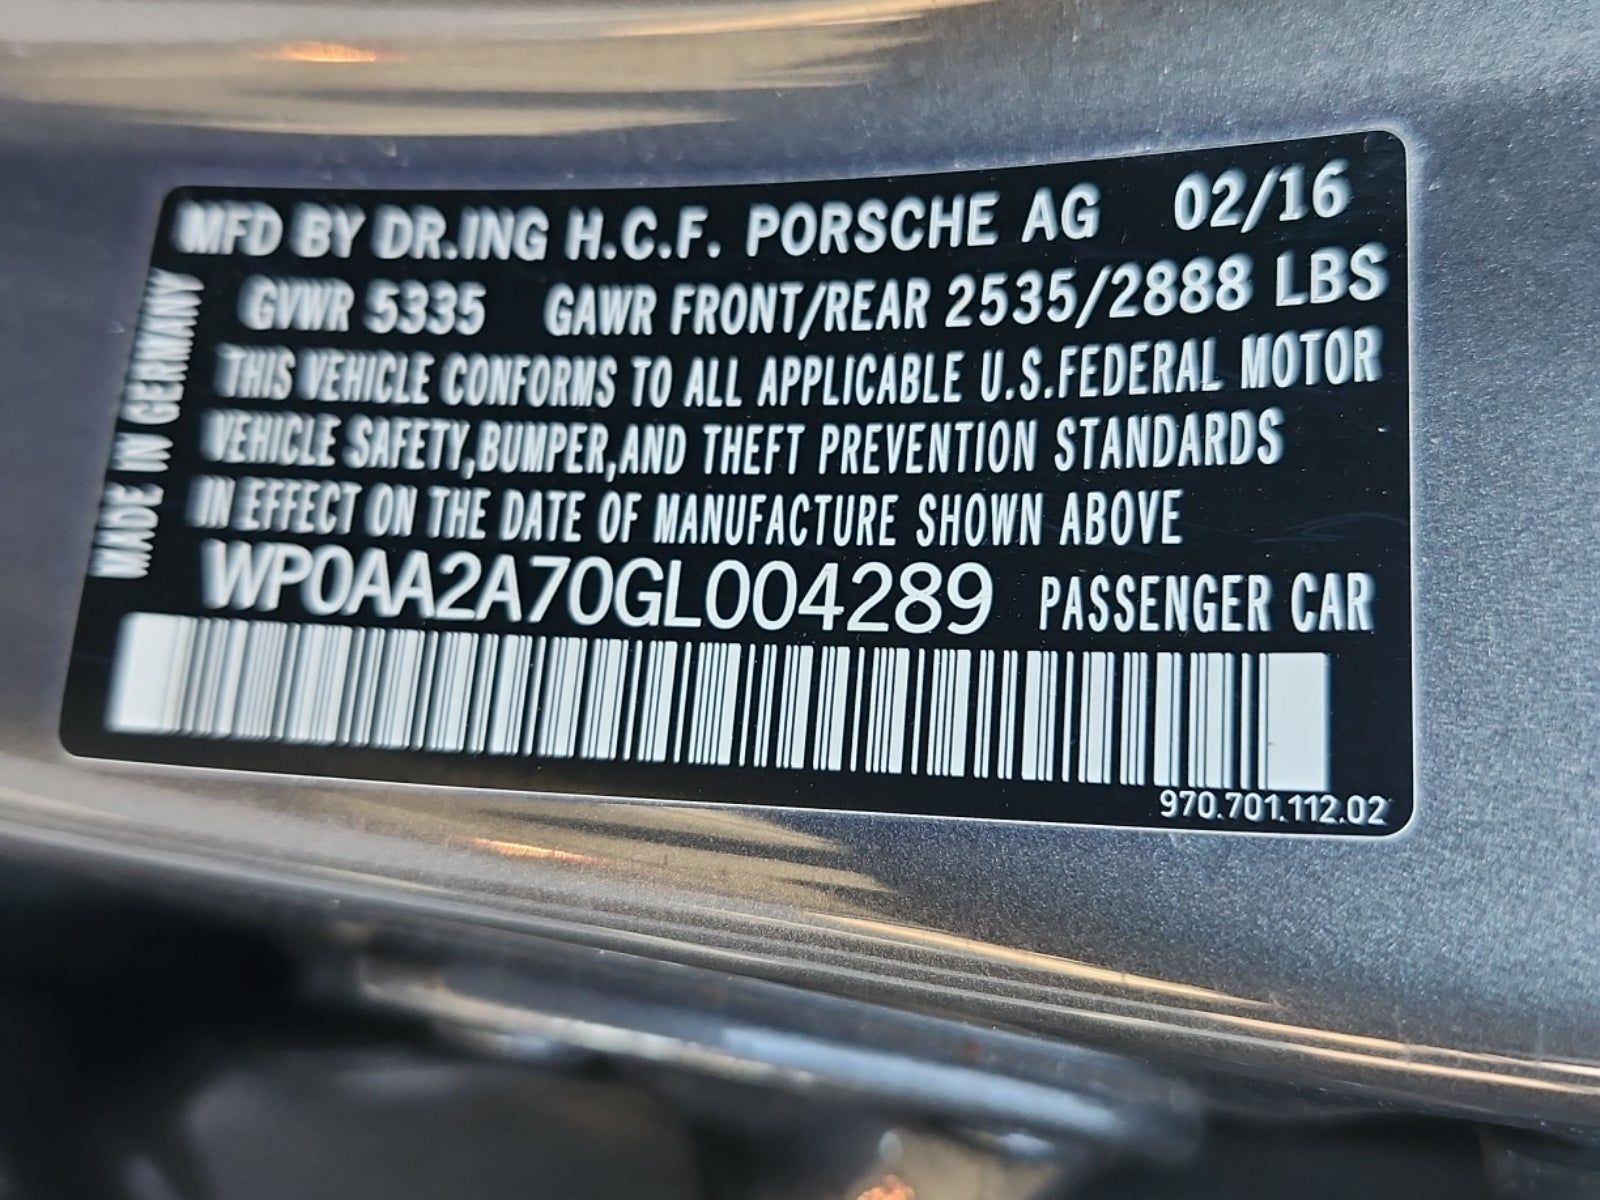 MFD BY DR.ING H.C.F. PORSCHE AG 02/16
GVWR 5335 GAWR FRONT/REAR 2535/2888 LBS
THIS VEHICLE CONFORMS TO ALL APPLICABLE U.S.FEDERAL MOTOR
VEHICLE SAFETY,BUMPER,AND THEFT PREVENTION STANDARDS
IN EFFECT ON THE DATE OF MANUFACTURE SHOWN ABOVE
WP0AA2A70GL004289 PASSENGER CAR
970.701.112.02
MADE IN GERMANY